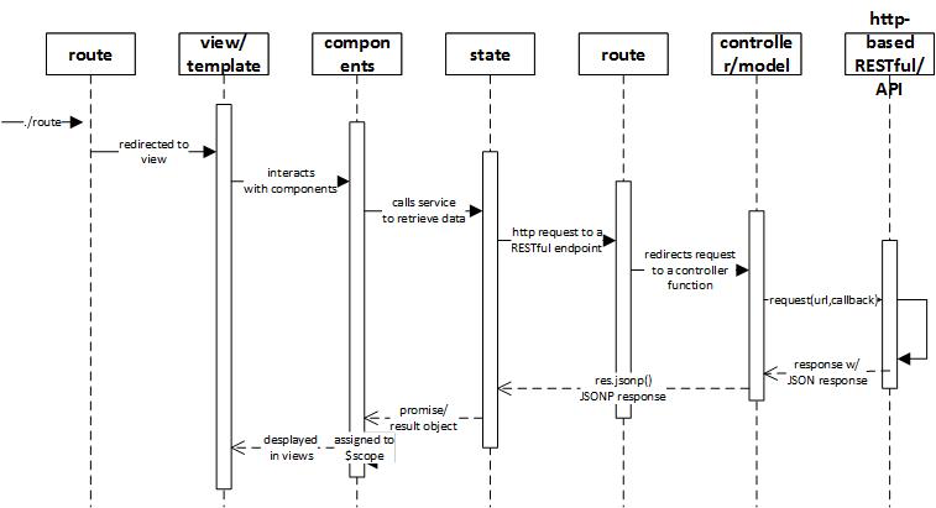 route
view/
template
compon
ents
state
route
controlle
r/model
http-
based
RESTful/
API
./route
redirected to
view
interacts
with components
calls service
to retrieve data
http request to a
RESTful endpoint
redirects request
to a controller
function
request(url,callback)
response w/
JSON response
res.jsonp()
JSONP response
promise/
result object
desplayed
in views
assigned to
$scope